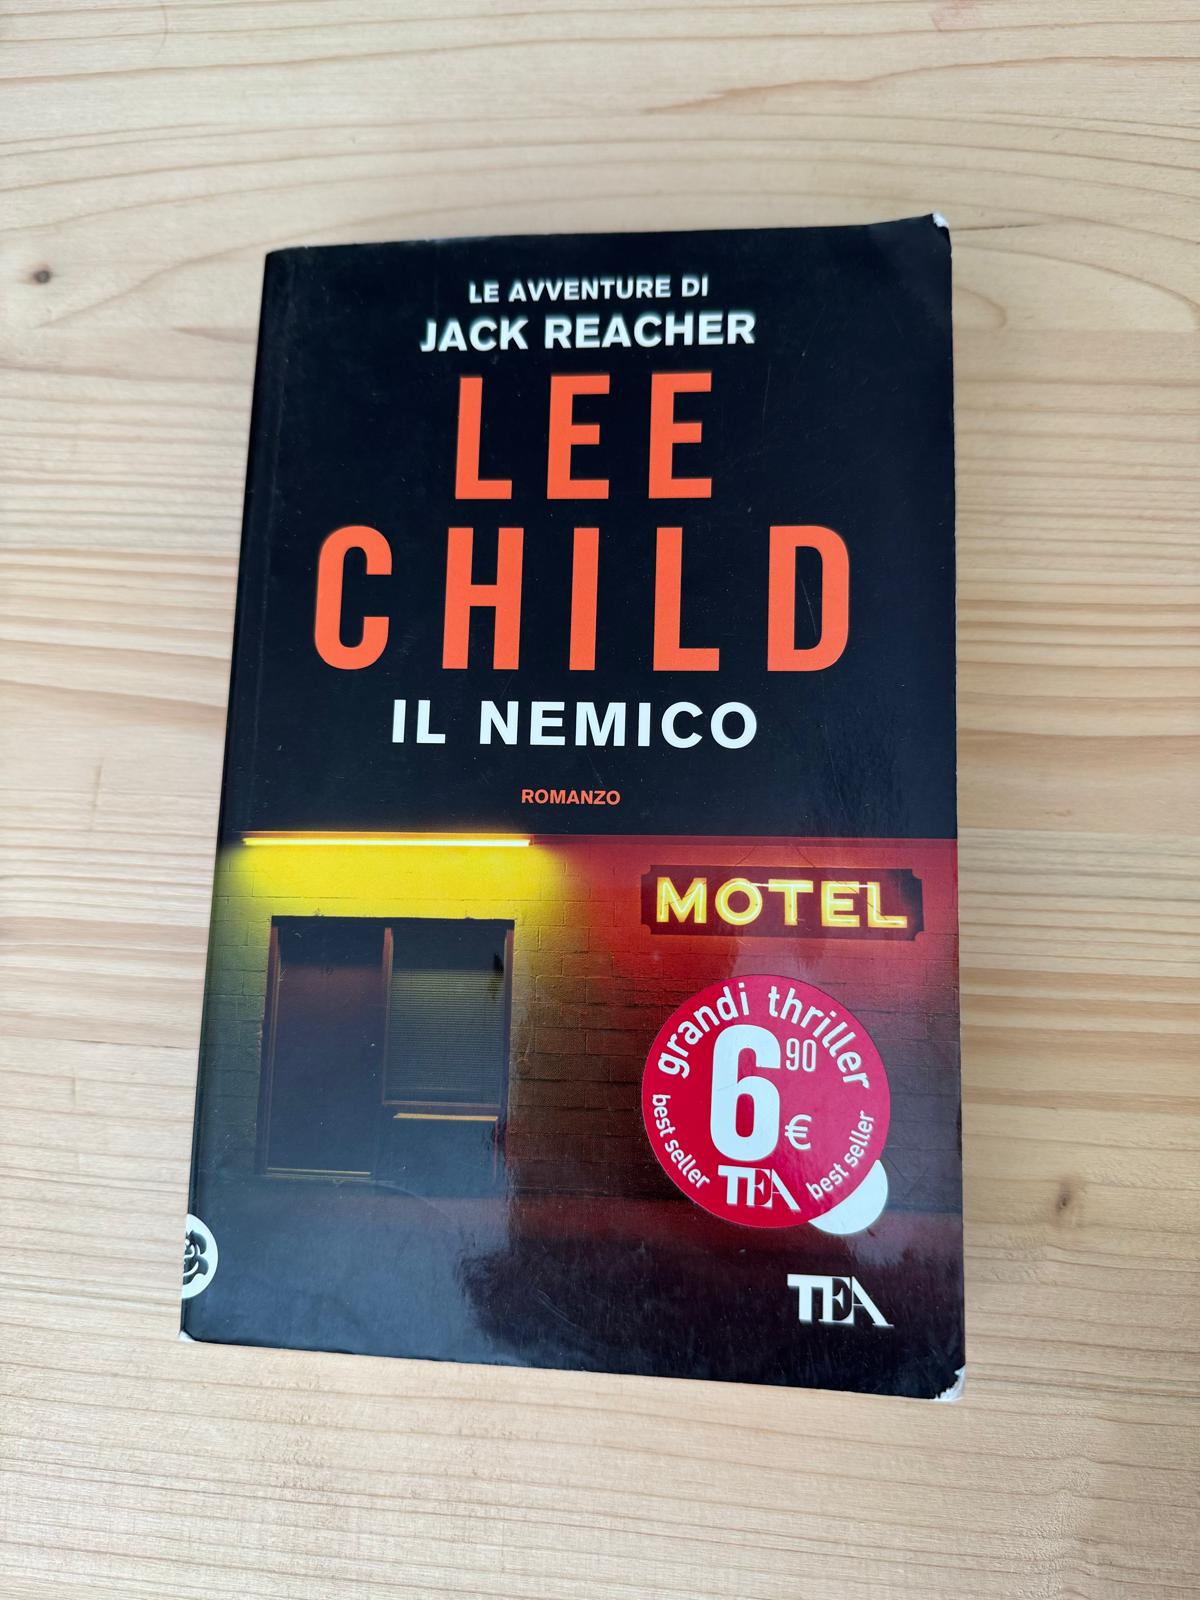 LE AVVENTURE DI
JACK REACHER
LEE
CHILD
IL NEMICO
ROMANZO
MOTEL
grandi thriller
6 90
€
best seller
TEA
best seller
TEA